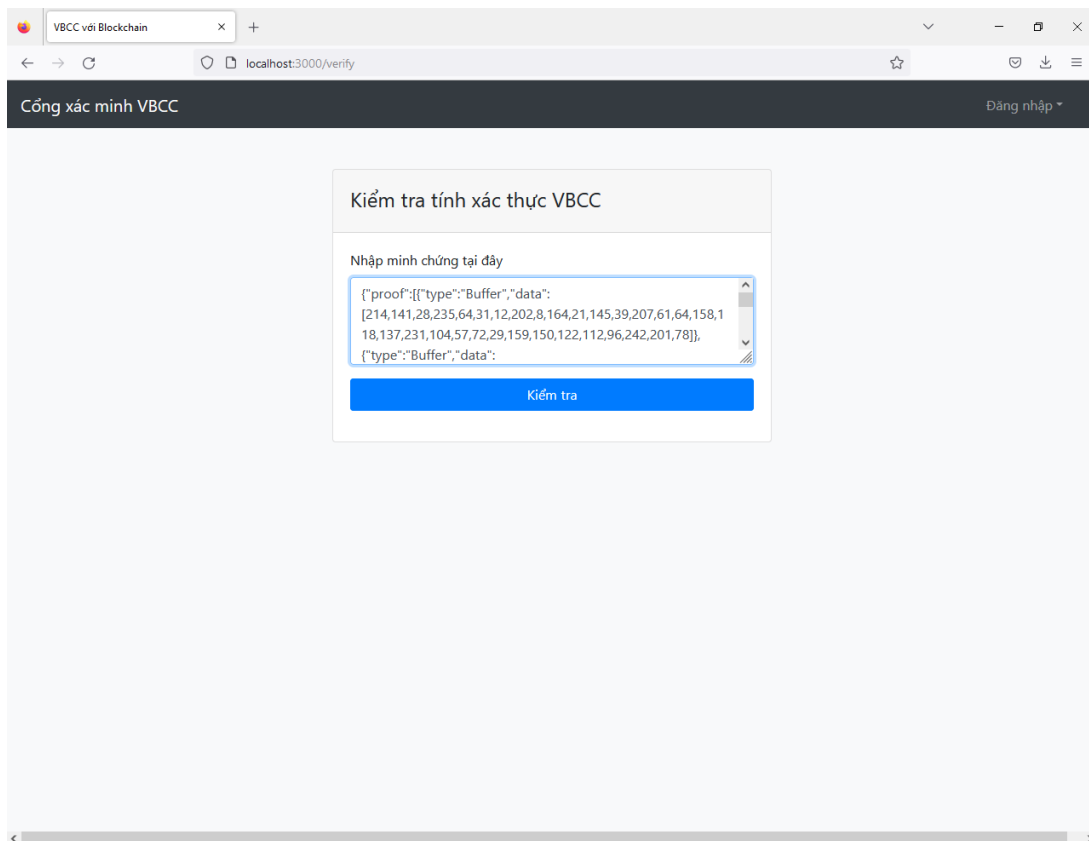 VBCC với Blockchain
localhost:3000/verify
Cổng xác minh VBCC
Đăng nhập
Kiểm tra tính xác thực VBCC
Nhập minh chứng tại đây
{"proof":[{"type":"Buffer","data":
[214,141,28,235,64,31,12,202,8,164,21,145,39,207,61,64,158,1
18,137,231,104,57,72,29,159,150,122,112,96,242,201,78]},
{"type":"Buffer","data":
Kiểm tra